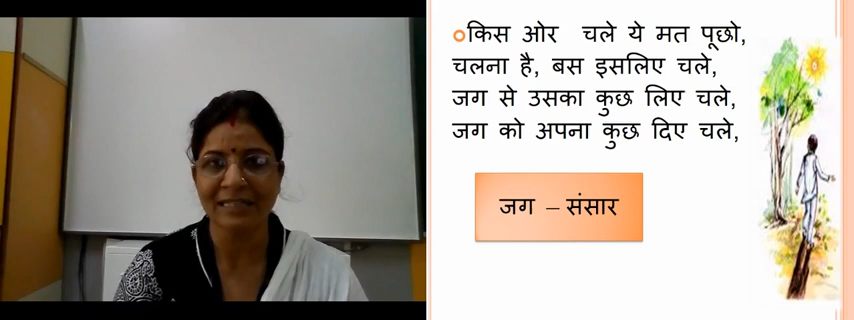 किस ओर चले ये मत पूछो,
चलना है, बस इसलिए चले,
जग से उसका कुछ लिए चले,
जग को अपना कुछ दिए चले,
जग – संसार